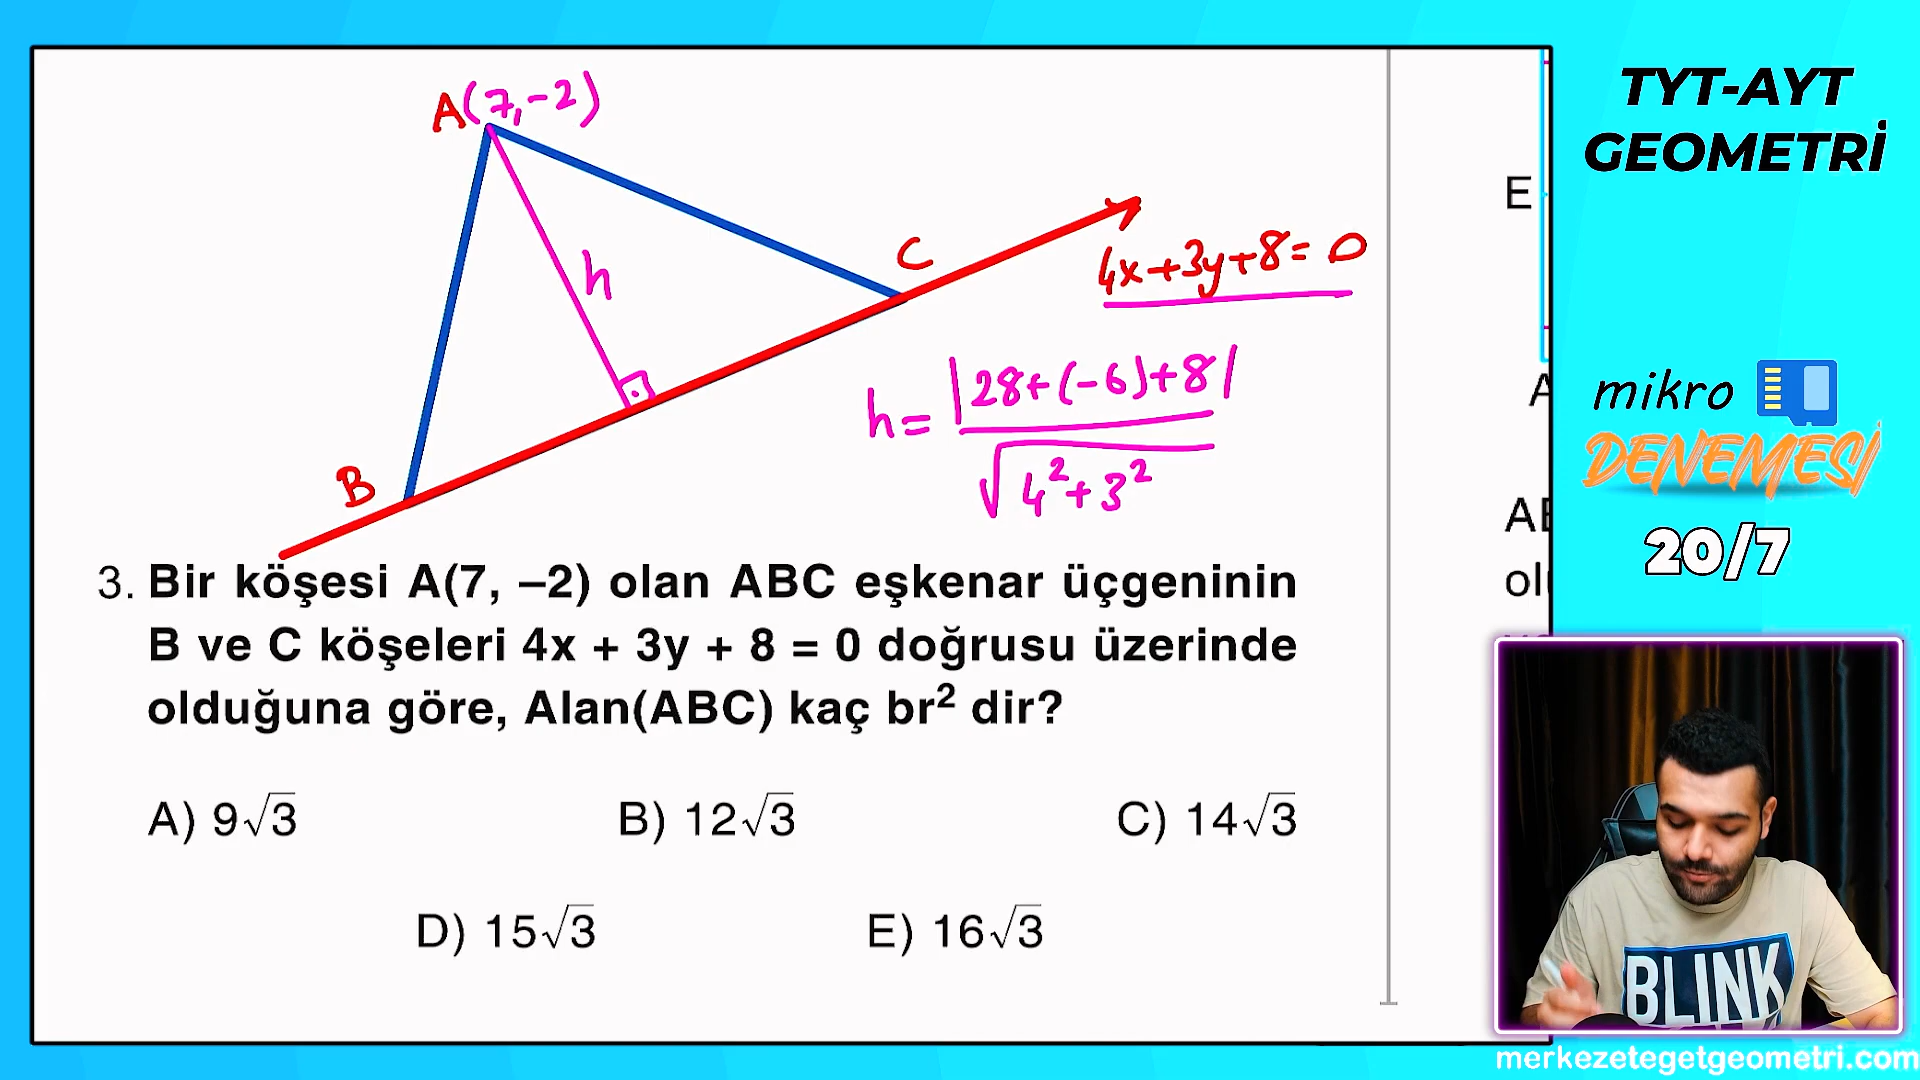 A(7,-2)
h
C
4x+3y+8=0
h= |28+(-6)+8| / √4²+3²
B
3. Bir köşesi A(7, –2) olan ABC eşkenar üçgeninin
B ve C köşeleri 4x + 3y + 8 = 0 doğrusu üzerinde
olduğuna göre, Alan(ABC) kaç br² dir?
A) 9√3
B) 12√3
C) 14√3
D) 15√3
E) 16√3
E
A
AB
olu
TYT-AYT
GEOMETRİ
mikro
DENEMESİ
20/7
BLINK
merkezetegetgeometri.com